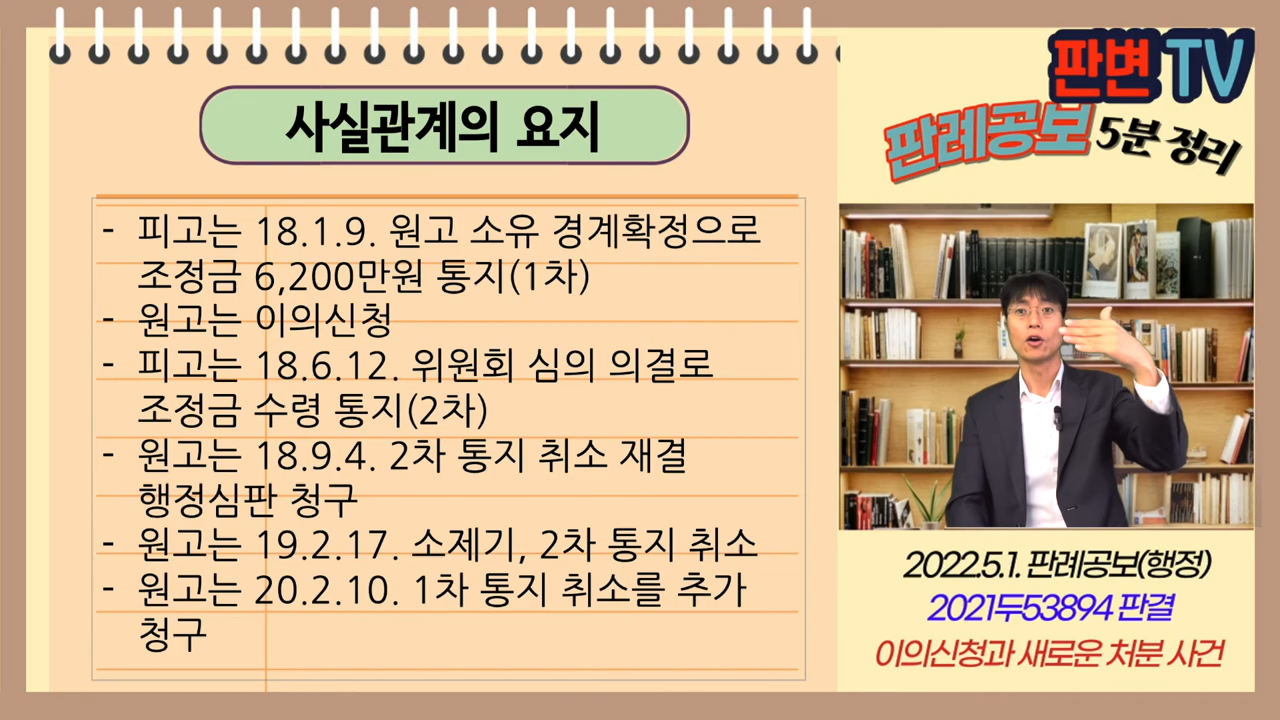 사실관계의 요지
- 피고는 18.1.9. 원고 소유 경계확정으로
조정금 6,200만원 통지(1차)
- 원고는 이의신청
- 피고는 18.6.12. 위원회 심의 의결로
조정금 수령 통지(2차)
- 원고는 18.9.4. 2차 통지 취소 재결
행정심판 청구
- 원고는 19.2.17. 소제기, 2차 통지 취소
- 원고는 20.2.10. 1차 통지 취소를 추가
청구
판변 TV
판례공보 5분 정리
2022.5.1. 판례공보(행정)
2021두53894 판결
이의신청과 새로운 처분 사건